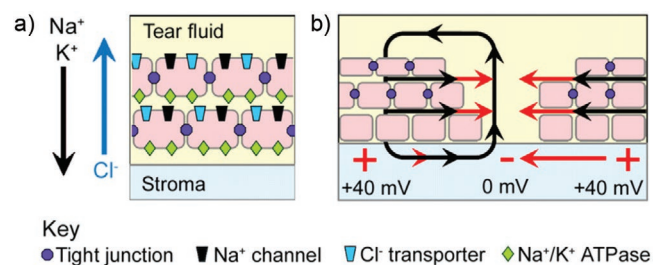 a)
Na⁺
K⁺
Cl⁻
Tear fluid
Stroma
b)
+ - +
+40 mV 0 mV +40 mV
Key
Tight junction Na⁺ channel Cl⁻ transporter Na⁺/K⁺ ATPase